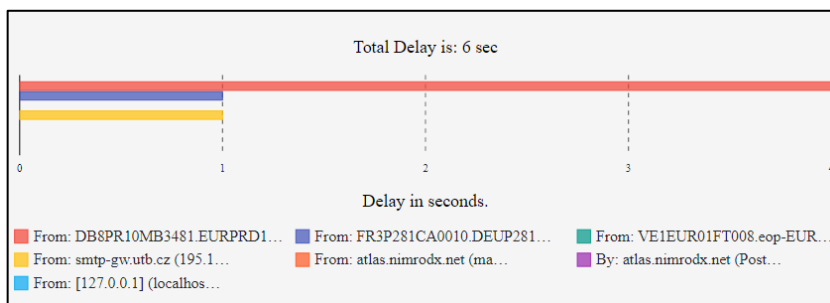 Total Delay is: 6 sec
0 1 2 3 4
Delay in seconds.
From: DB8PR10MB3481.EURPRD1… From: FR3P281CA0010.DEUP281… From: VE1EUR01FT008.eop-EUR…
From: smtp-gw.utb.cz (195.1… From: atlas.nimrodx.net (ma… By: atlas.nimrodx.net (Post…
From: [127.0.0.1] (localhos…